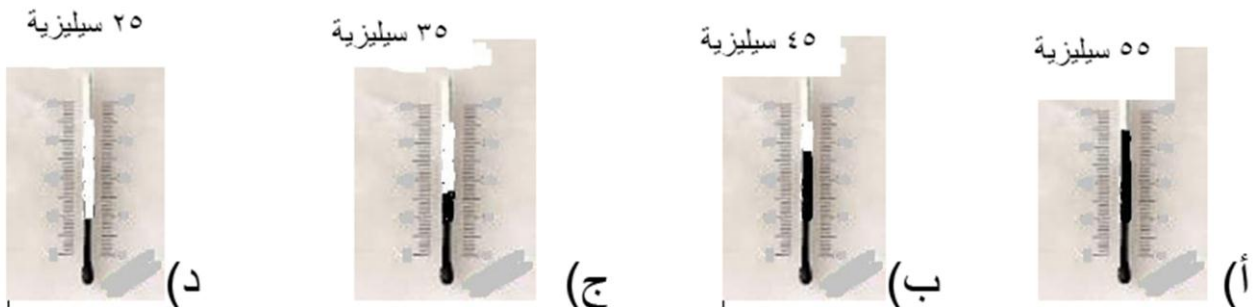 ٥٥ سيليزية
٤٥ سيليزية
٣٥ سيليزية
٢٥ سيليزية
أ)
ب)
ج)
د)